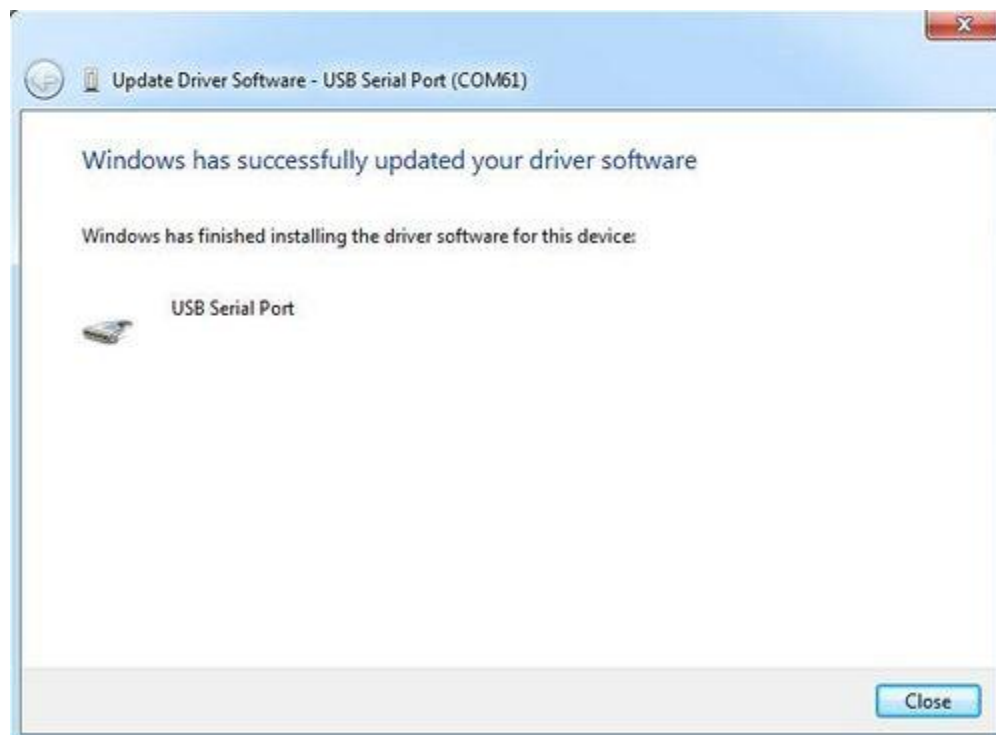 Update Driver Software - USB Serial Port (COM61)
Windows has successfully updated your driver software
Windows has finished installing the driver software for this device:
USB Serial Port
Close